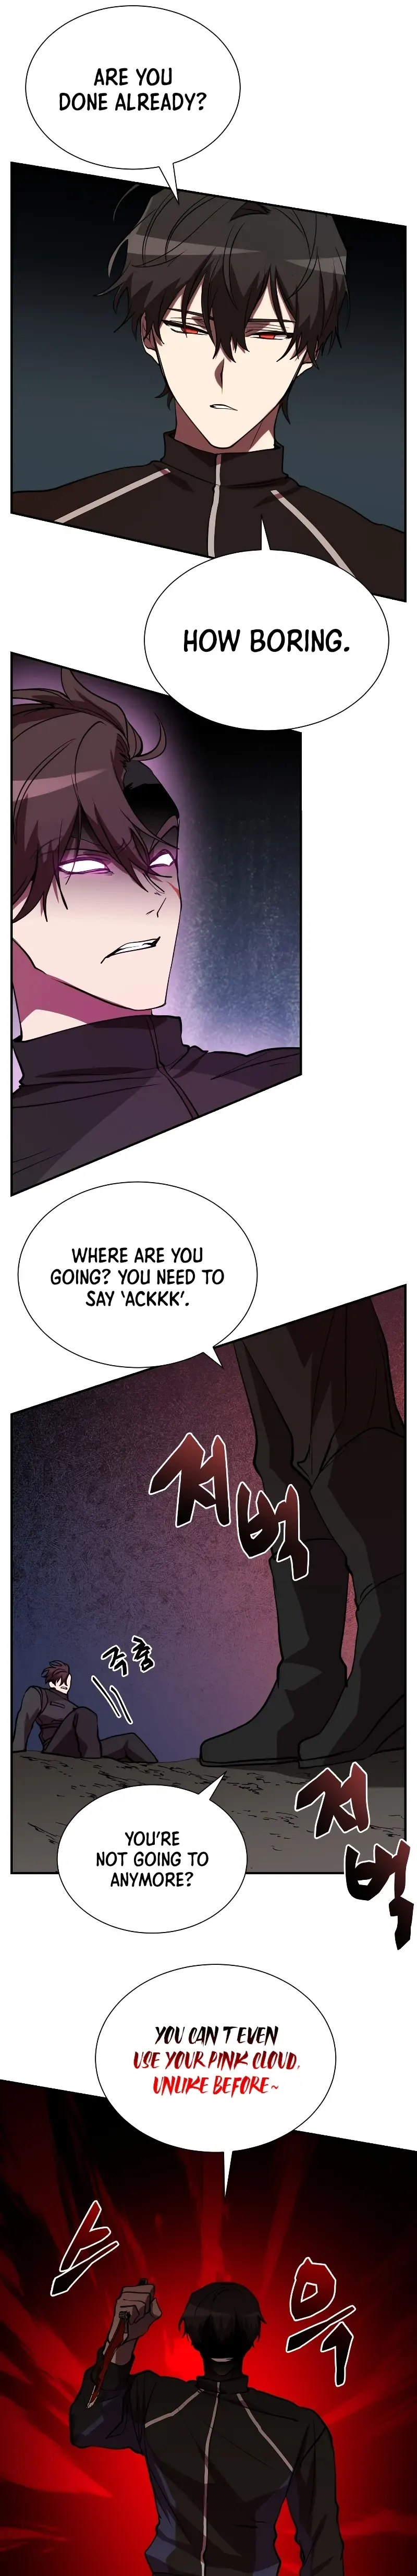 ARE YOU
DONE ALREADY?
HOW BORING.
WHERE ARE YOU
GOING? YOU NEED TO
SAY 'ACKKK'.
저벅
주춤
저벅
YOU'RE
NOT GOING TO
ANYMORE?
YOU CAN'T EVEN
USE YOUR PINK CLOUD,
UNLIKE BEFORE~
스윽